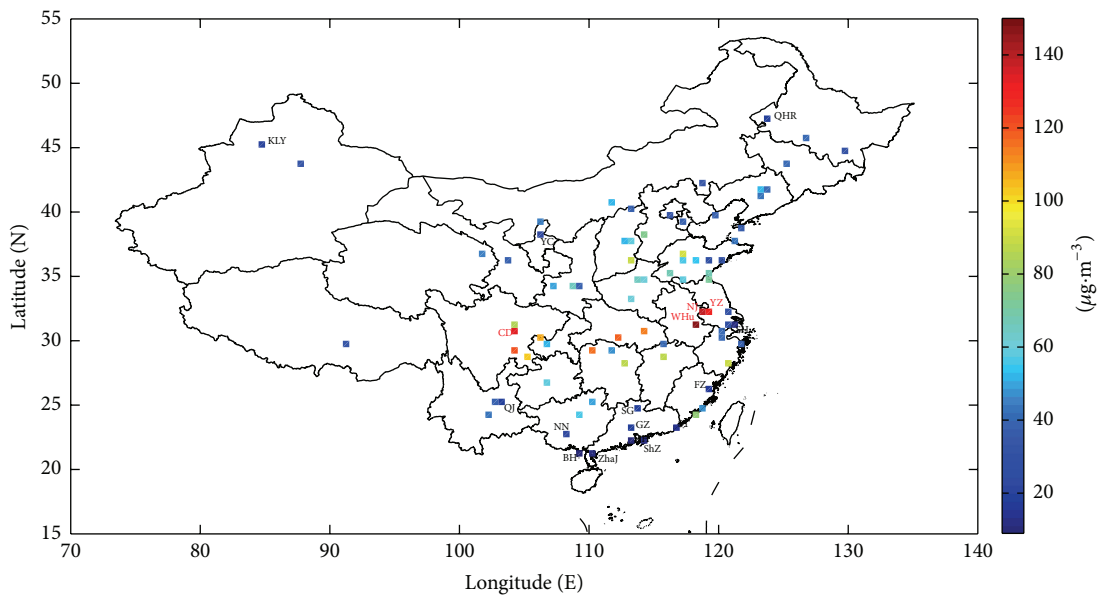 55
50
45
40
35
30
25
20
15
70
80
90
100
110
120
130
140
Latitude (N)
Longitude (E)
KLY
QHR
YC
NJ
YZ
WHu
CD
QJ
FZ
SG
GZ
NN
ShZ
BH
ZhaJ
140
120
100
80
60
40
20
(μg·m⁻³)